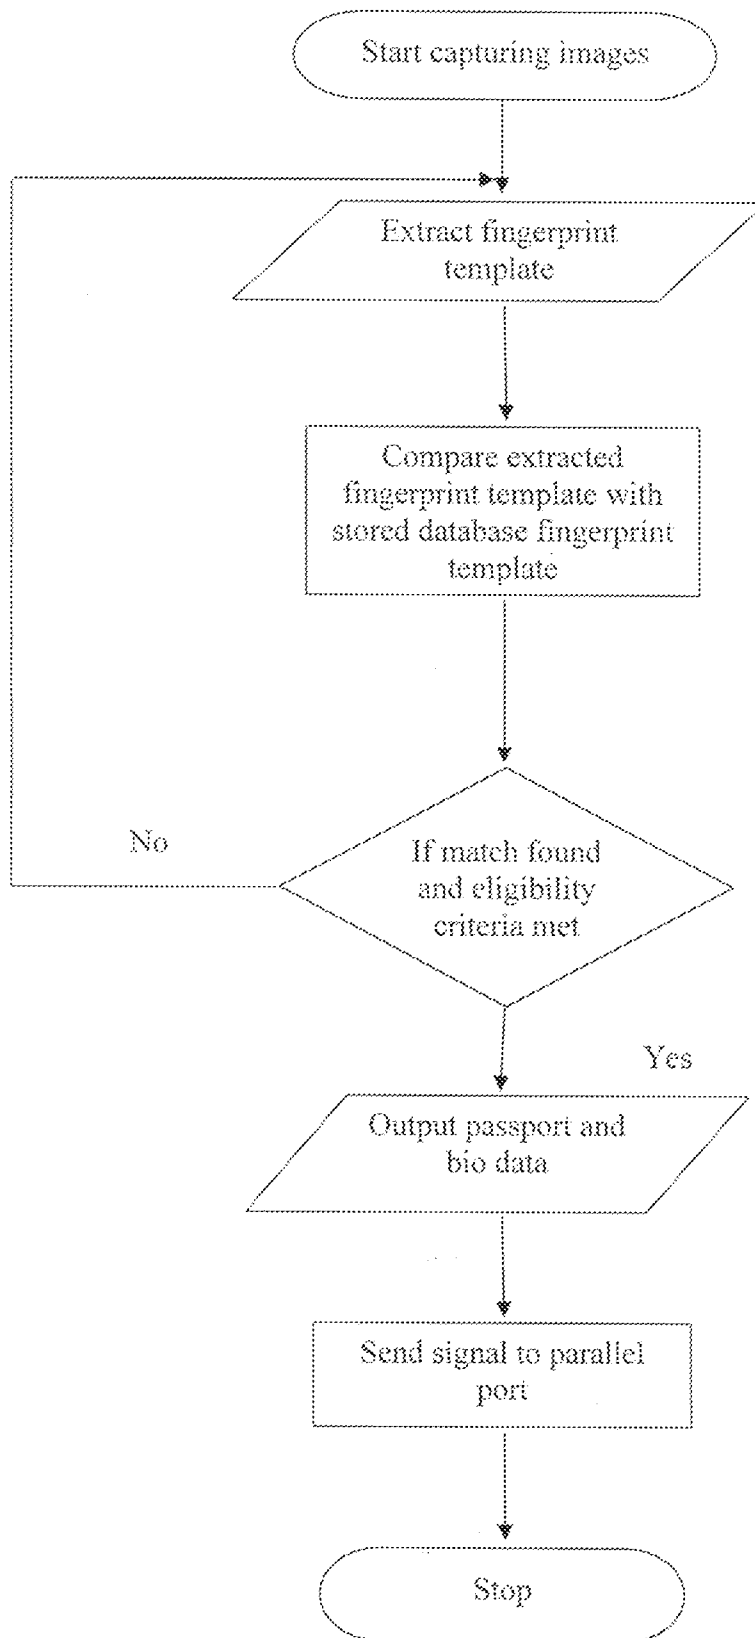 Start capturing images
Extract fingerprint
template
Compare extracted
fingerprint template with
stored database fingerprint
template
No
If match found
and eligibility
criteria met
Yes
Output passport and
bio data
Send signal to parallel
port
Stop